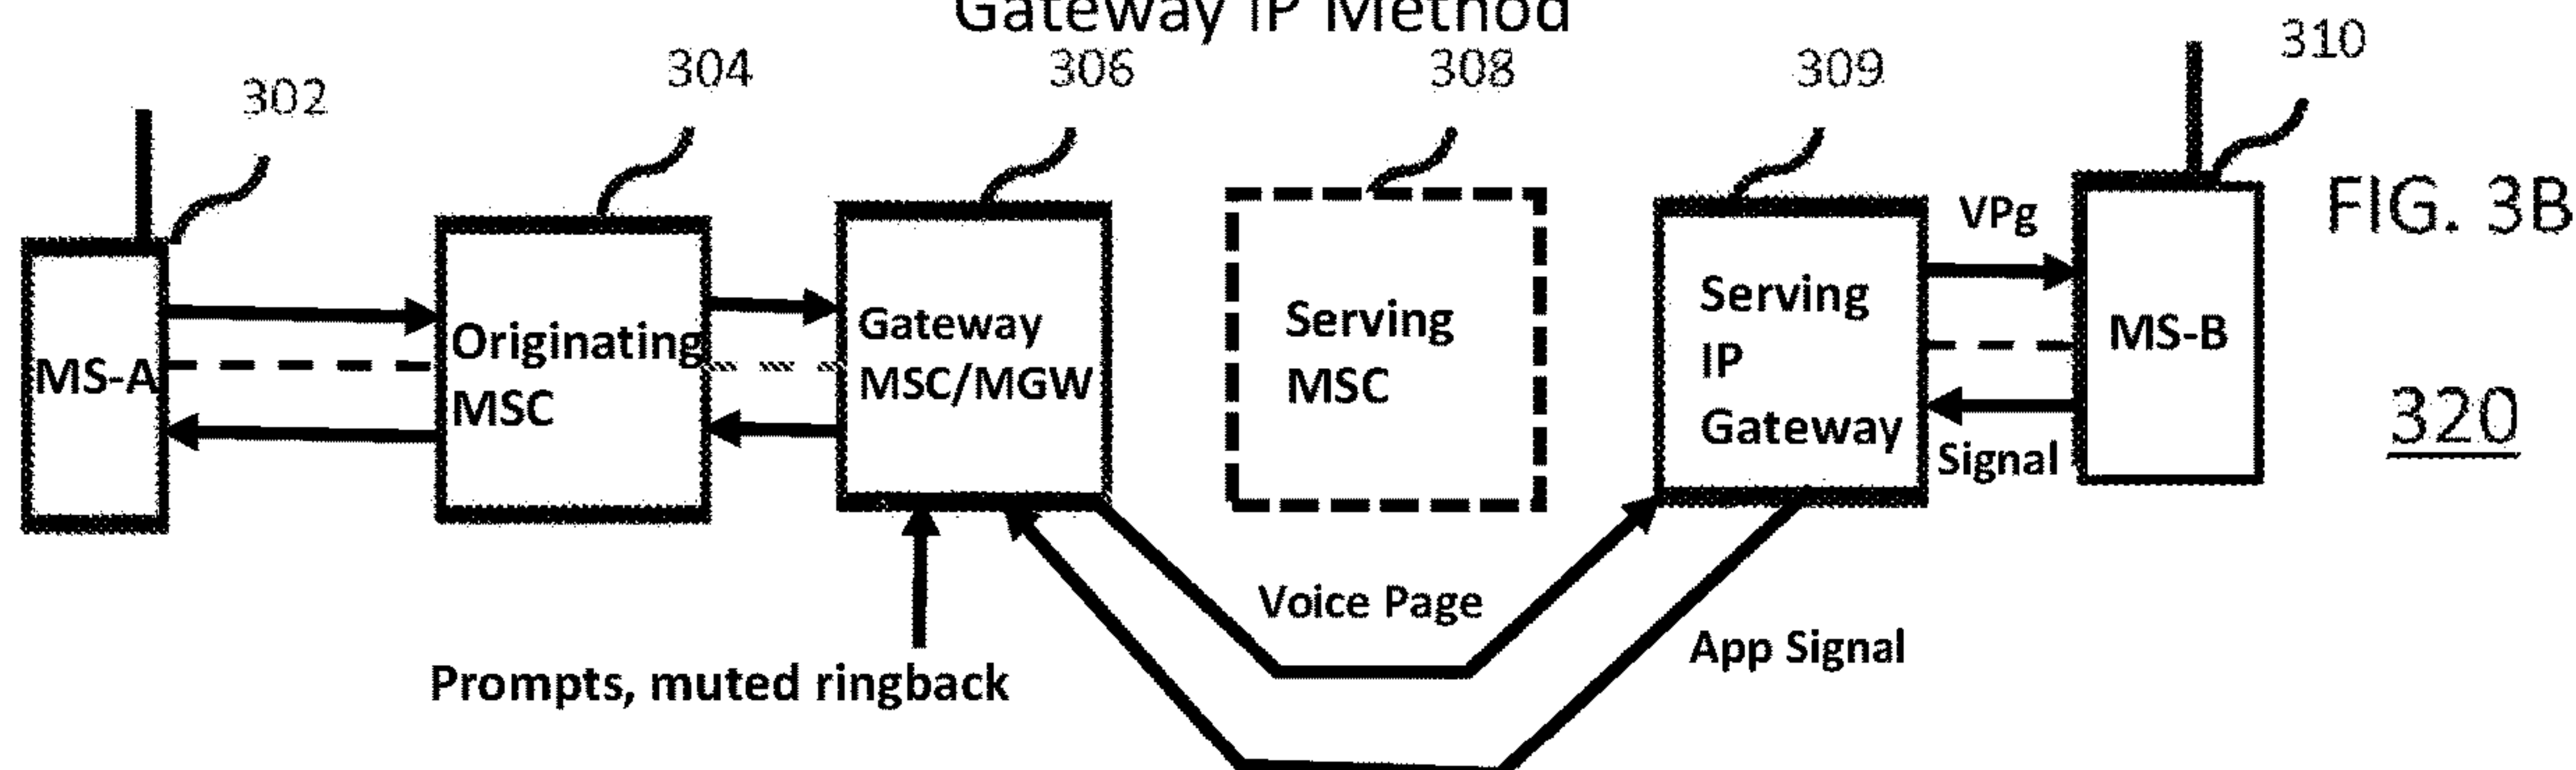 Gateway IP Method
302
304
306
308
309
310
FIG. 3B
320
MS-A
Originating
MSC
Gateway
MSC/MGW
Serving
MSC
Serving
IP
Gateway
VPg
Signal
MS-B
Voice Page
App Signal
Prompts, muted ringback